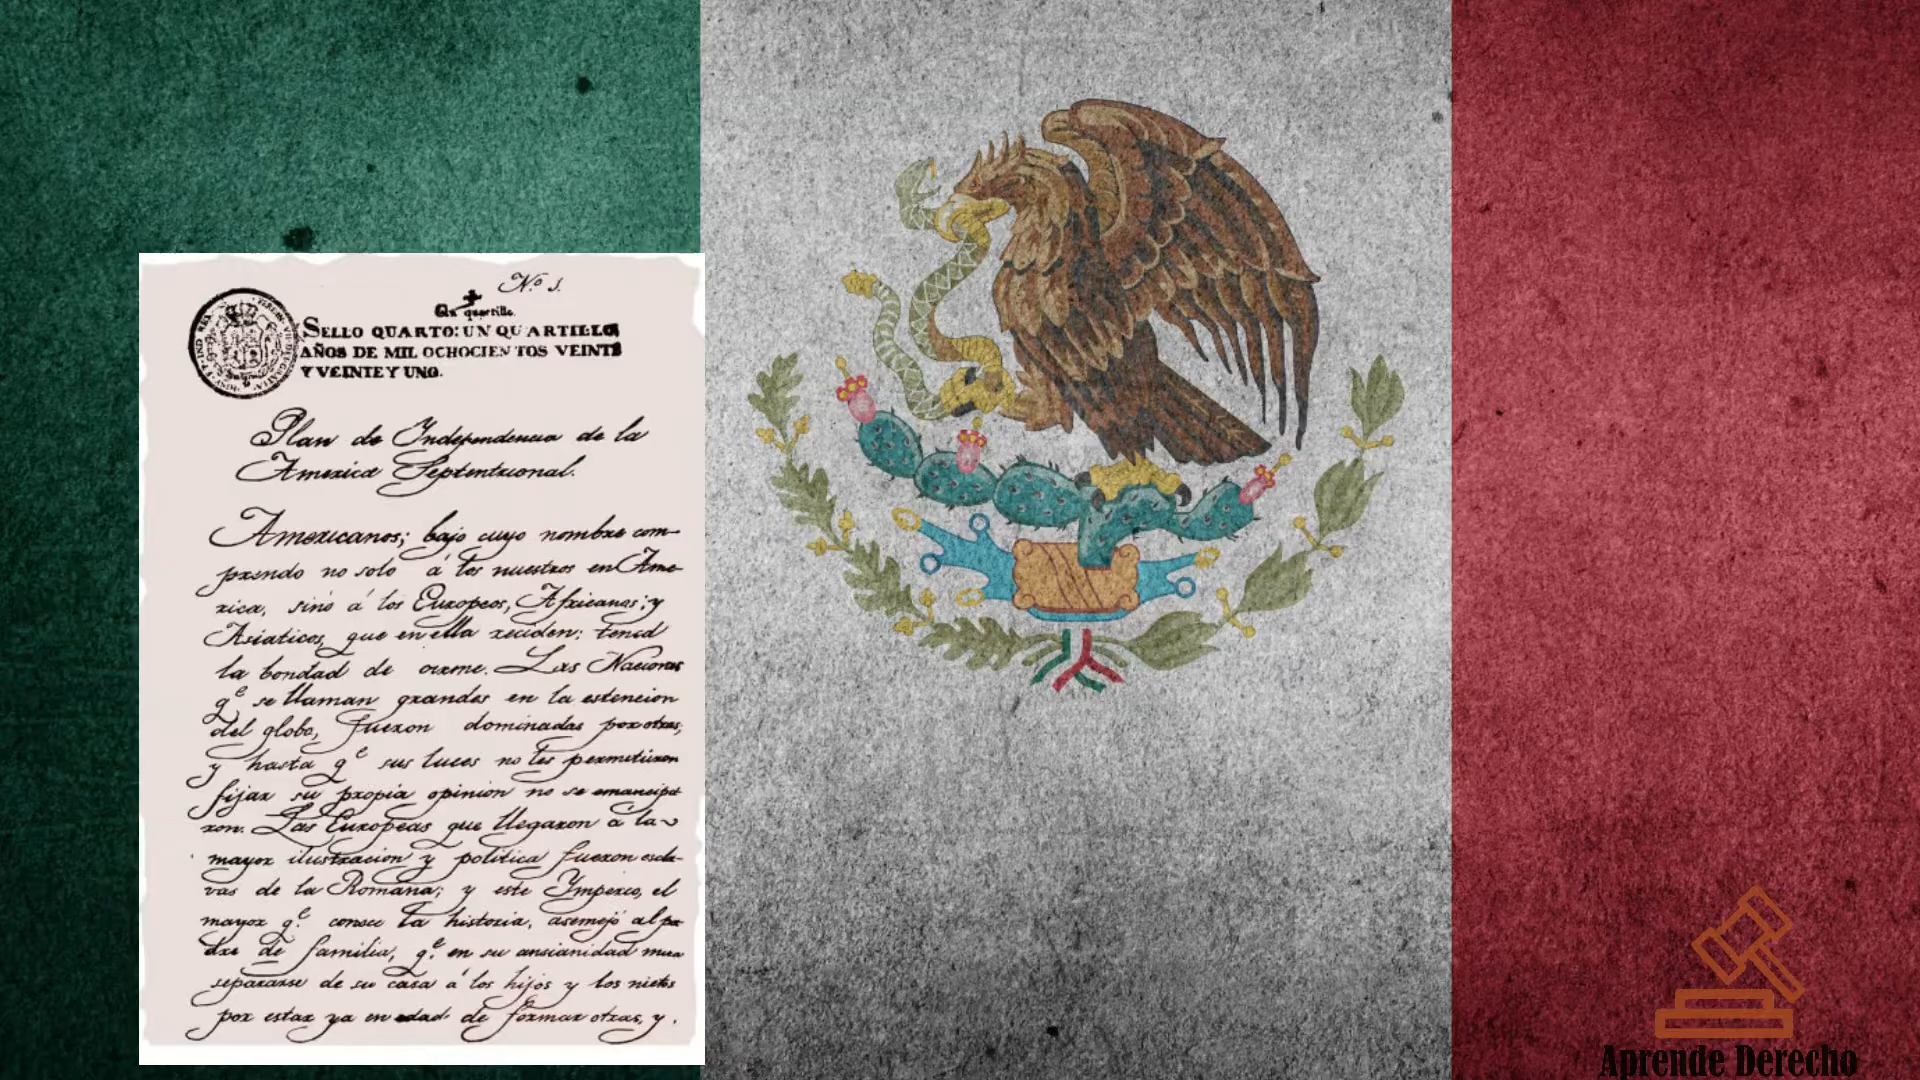 Nº 1.
Un quartillo.
SELLO QUARTO: UN QUARTILLO
AÑOS DE MIL OCHOCIENTOS VEINTE
Y VEINTE Y UNO.
Plan de Independencia de la
America Septentrional.
Americanos; bajo cuyo nombre com-
prendo no solo á los nuestros en Ame-
rica, sino á los Europeos, Africanos; y
Asiaticos, que en ella reciden: tened
la bondad de oirme. Las Naciones
qe se llaman grandes en la estencion
del globo, fueron dominadas por otras;
y hasta qe sus luces no les permitieron
fijar su propia opinion no se emancipa
ron. Las Europeas que llegaron á la
mayor ilustracion y politica fueron escla-
vas de la Romana; y este Ymperio, el
mayor qe. conoce la historia, asemejó al pa-
dre de familia, qe. en su ancianidad mira
separarse de su casa á los hijos y los nietos
por estar ya en edad de formar otras, y
Aprende Derecho